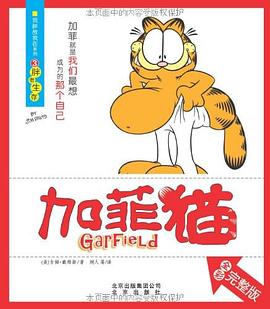 本页面中的内容受版权保护
我胖故我在系列
3
胖者生存
BY
JIM DAVIS
加菲就是我们最想
成为的那个自己
加菲猫
GARFIELD
(美)吉姆·戴维斯/著
全彩
完整版
北京出版集团公司
北京出版社
本页面中的内容受版权保护